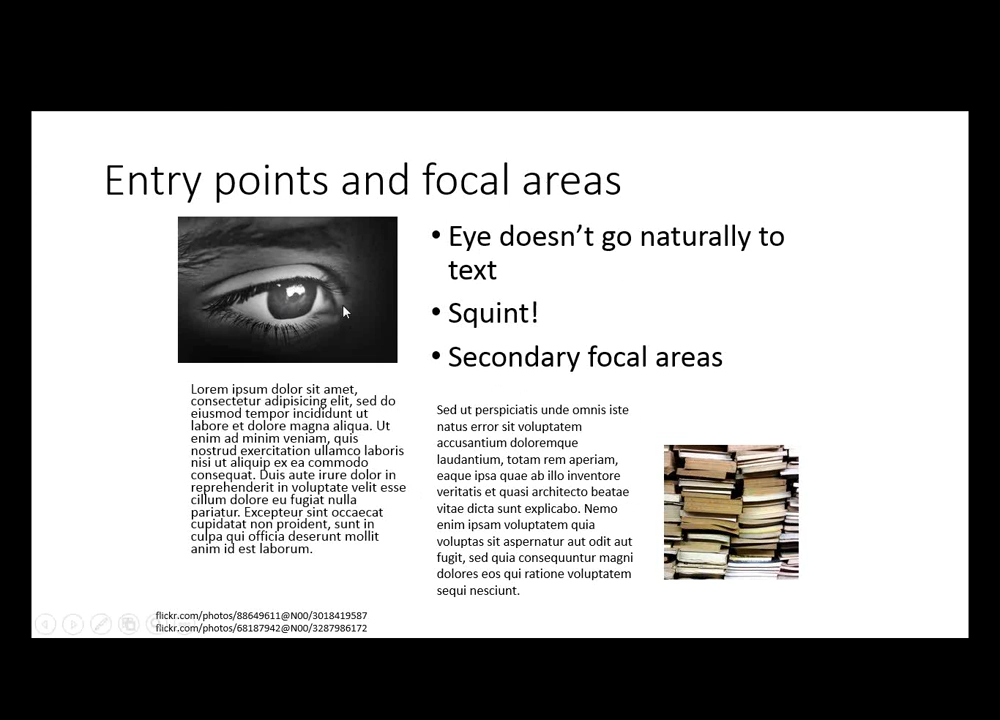 Entry points and focal areas
• Eye doesn’t go naturally to
text
• Squint!
• Secondary focal areas
Lorem ipsum dolor sit amet,
consectetur adipisicing elit, sed do
eiusmod tempor incididunt ut
labore et dolore magna aliqua. Ut
enim ad minim veniam, quis
nostrud exercitation ullamco laboris
nisi ut aliquip ex ea commodo
consequat. Duis aute irure dolor in
reprehenderit in voluptate velit esse
cillum dolore eu fugiat nulla
pariatur. Excepteur sint occaecat
cupidatat non proident, sunt in
culpa qui officia deserunt mollit
anim id est laborum.
Sed ut perspiciatis unde omnis iste
natus error sit voluptatem
accusantium doloremque
laudantium, totam rem aperiam,
eaque ipsa quae ab illo inventore
veritatis et quasi architecto beatae
vitae dicta sunt explicabo. Nemo
enim ipsam voluptatem quia
voluptas sit aspernatur aut odit aut
fugit, sed quia consequuntur magni
dolores eos qui ratione voluptatem
sequi nesciunt.
flickr.com/photos/88649611@N00/3018419587
flickr.com/photos/68187942@N00/3287986172